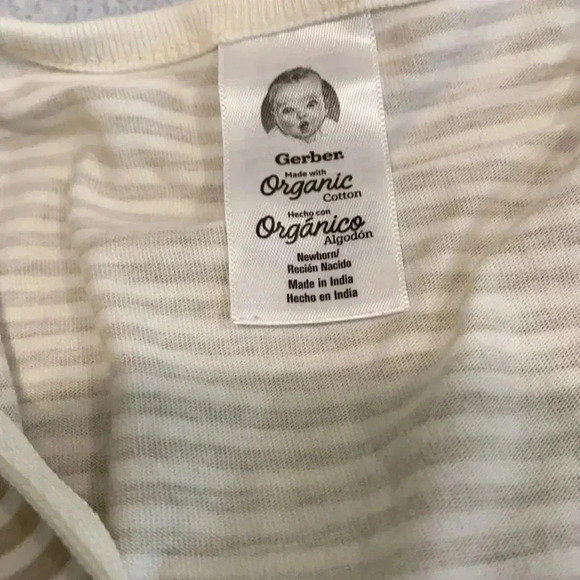 Gerber.
Made with
Organic
Cotton
Hecho con
Orgánico
Algodón
Newborn/
Recién Nacido
Made in India
Hecho en India